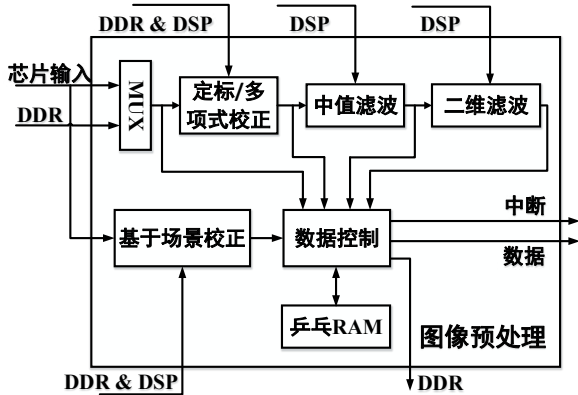 DDR & DSP
DSP
DSP
芯片输入
DDR
MUX
定标/多
项式校正
中值滤波
二维滤波
基于场景校正
数据控制
中断
数据
乒乓RAM
图像预处理
DDR & DSP
DDR